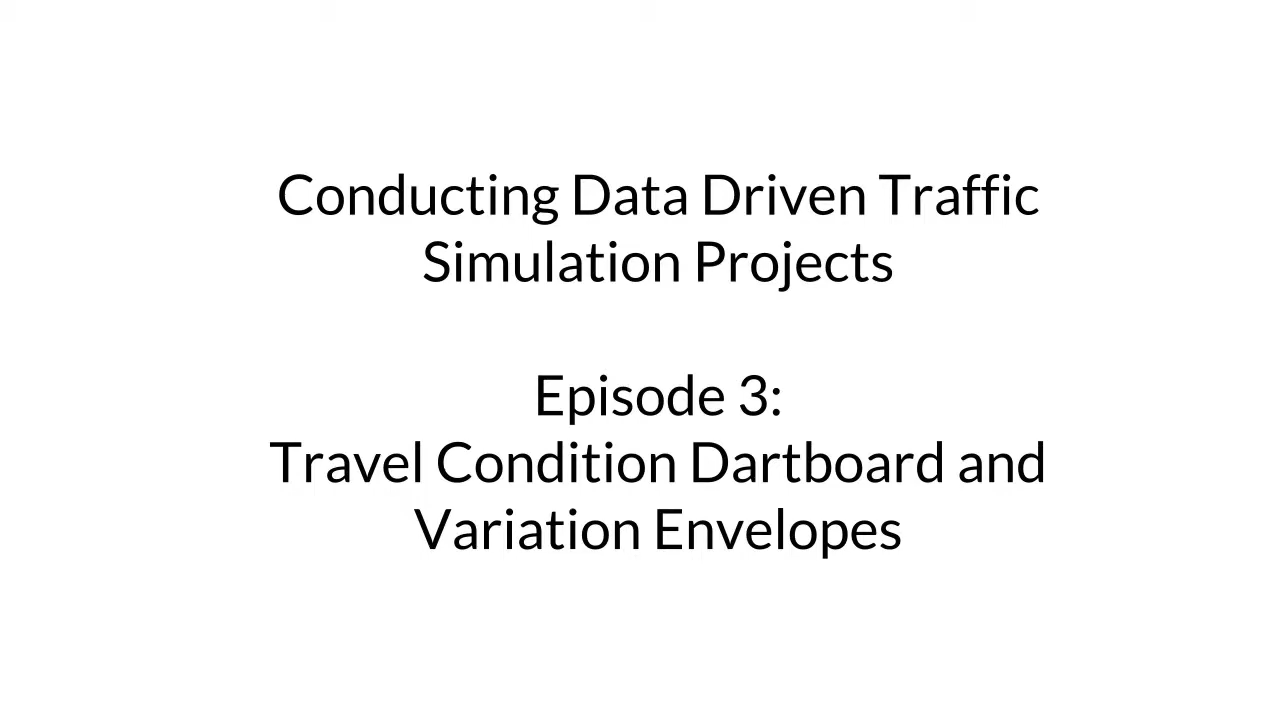 Conducting Data Driven Traffic
Simulation Projects
Episode 3:
Travel Condition Dartboard and
Variation Envelopes